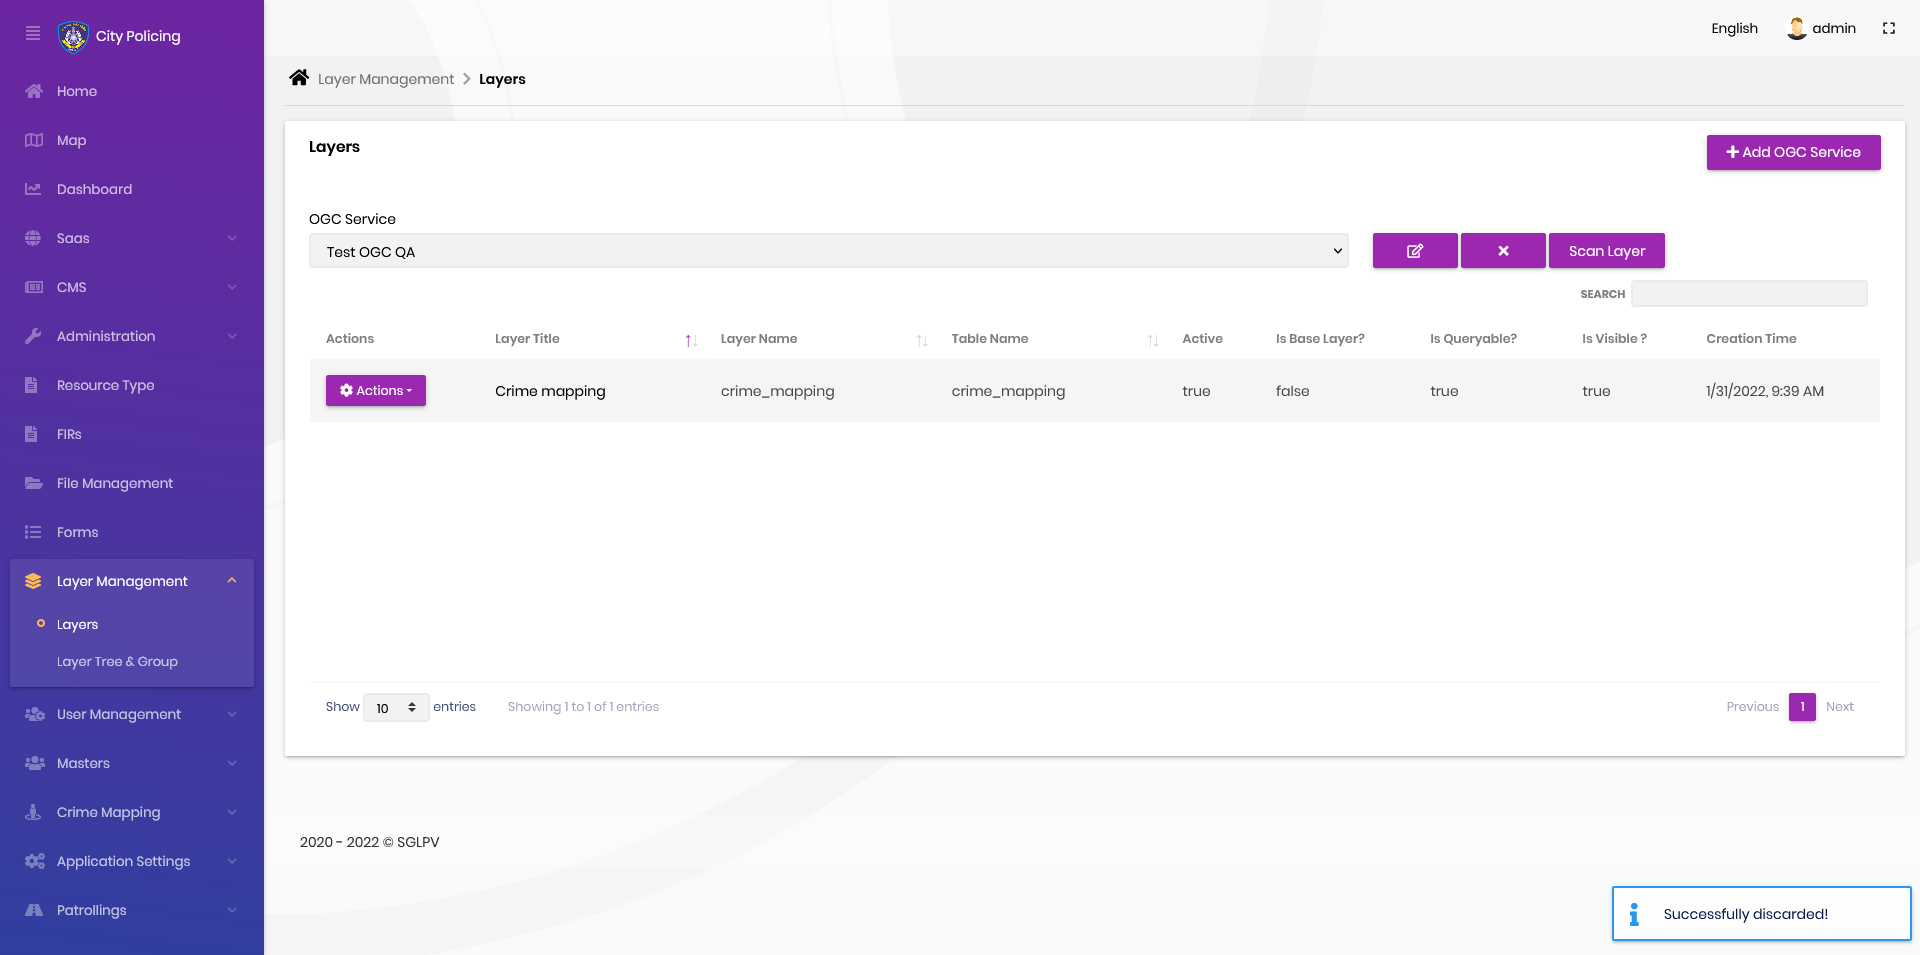 City Policing
English
admin
Home
Map
Dashboard
Saas
CMS
Administration
Resource Type
FIRs
File Management
Forms
Layer Management
Layers
Layer Tree & Group
User Management
Masters
Crime Mapping
Application Settings
Patrollings
Layer Management Layers
Layers
Add OGC Service
OGC Service
Test OGC QA
Scan Layer
SEARCH
Actions Layer Title Layer Name Table Name Active Is Base Layer? Is Queryable? Is Visible ? Creation Time
Actions Crime mapping crime_mapping crime_mapping true false true true 1/31/2022, 9:39 AM
Show 10 entries Showing 1 to 1 of 1 entries Previous 1 Next
2020 - 2022 © SGLPV
Successfully discarded!